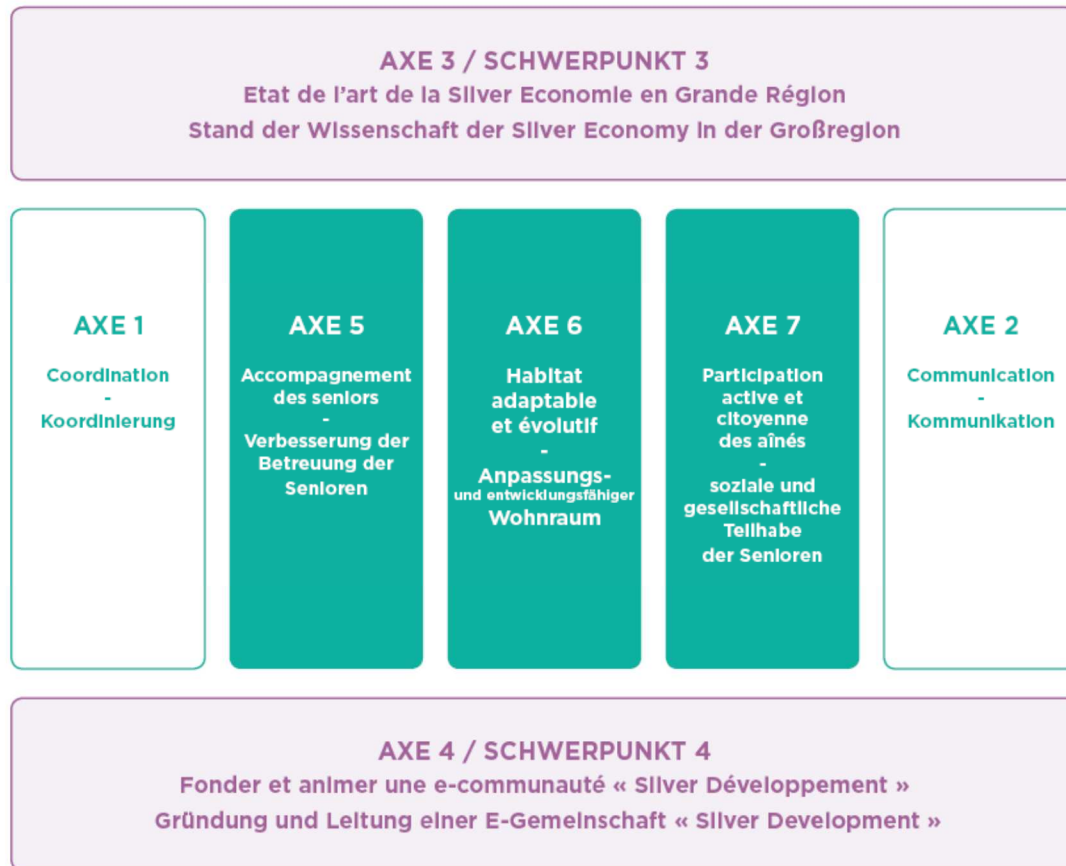 AXE 3 / SCHWERPUNKT 3
Etat de l'art de la Silver Economie en Grande Région
Stand der Wissenschaft der Silver Economy in der Großregion
AXE 1
Coordination
-
Koordinierung
AXE 5
Accompagnement
des seniors
-
Verbesserung der
Betreuung der
Senioren
AXE 6
Habitat
adaptable
et évolutif
-
Anpassungs-
und entwicklungsfähiger
Wohnraum
AXE 7
Participation
active et
citoyenne
des aînés
-
soziale und
gesellschaftliche
Teilhabe
der Senioren
AXE 2
Communication
-
Kommunikation
AXE 4 / SCHWERPUNKT 4
Fonder et animer une e-communauté « Silver Développement »
Gründung und Leitung einer E-Gemeinschaft « Silver Development »